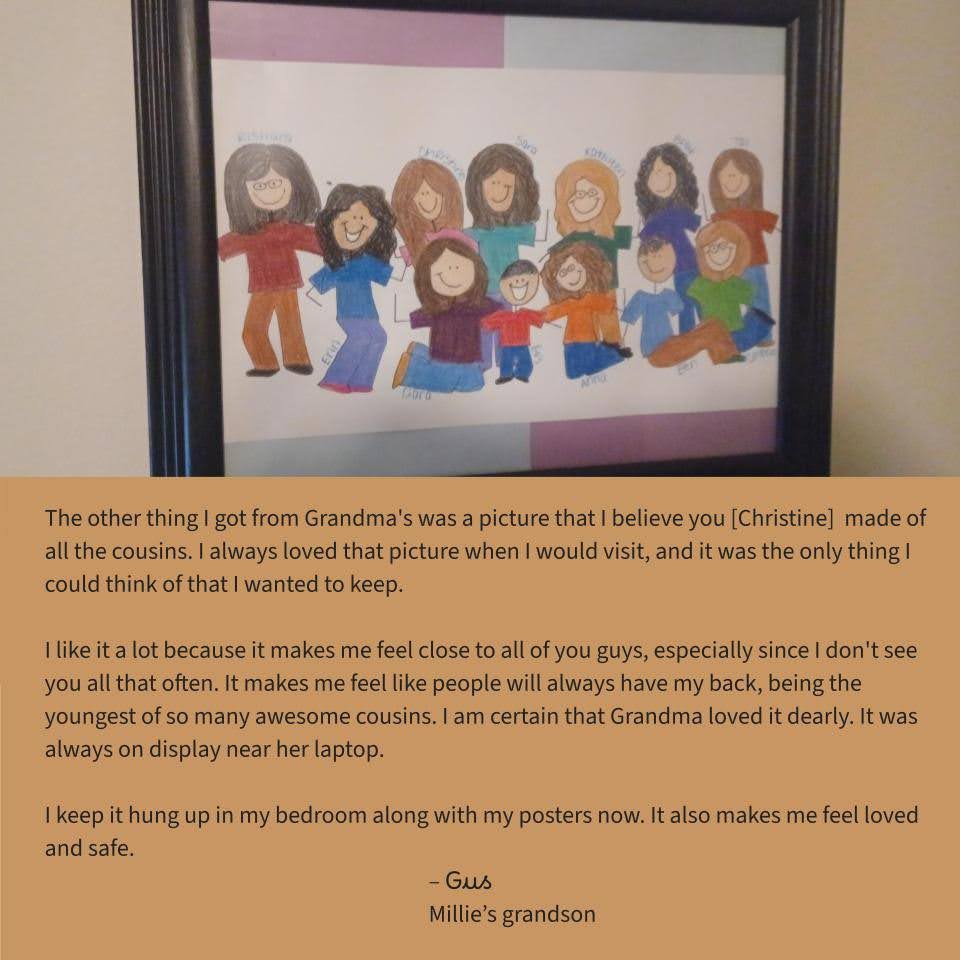 Sara
Kathleen
Erin
Gus
Anna
Ben
The other thing I got from Grandma's was a picture that I believe you [Christine]  made of
all the cousins. I always loved that picture when I would visit, and it was the only thing I
could think of that I wanted to keep.
I like it a lot because it makes me feel close to all of you guys, especially since I don't see
you all that often. It makes me feel like people will always have my back, being the
youngest of so many awesome cousins. I am certain that Grandma loved it dearly. It was
always on display near her laptop.
I keep it hung up in my bedroom along with my posters now. It also makes me feel loved
and safe.
– Gus
Millie’s grandson